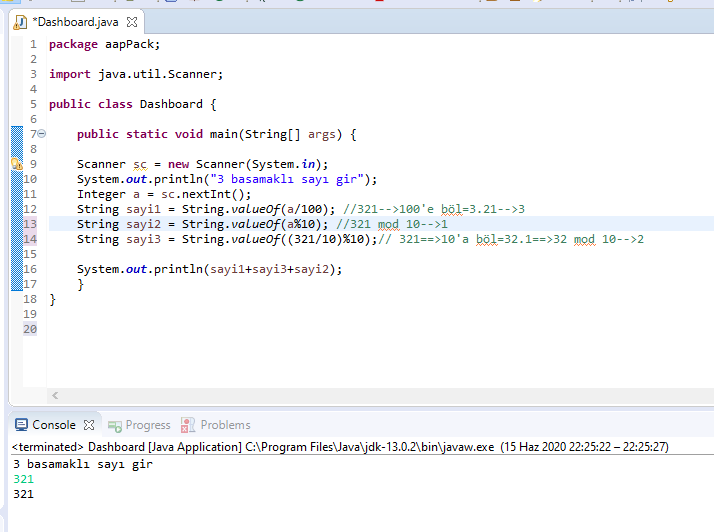 *Dashboard.java
1 package aapPack;
2
3 import java.util.Scanner;
4
5 public class Dashboard {
6
7 public static void main(String[] args) {
8
9 Scanner sc = new Scanner(System.in);
10 System.out.println("3 basamaklı sayı gir");
11 Integer a = sc.nextInt();
12 String sayi1 = String.valueOf(a/100); //321-->100'e böl=3.21-->3
13 String sayi2 = String.valueOf(a%10); //321 mod 10-->1
14 String sayi3 = String.valueOf((321/10)%10);// 321==>10'a böl=32.1==>32 mod 10-->2
15
16 System.out.println(sayi1+sayi3+sayi2);
17 }
18 }
19
20
Console Progress Problems
<terminated> Dashboard [Java Application] C:\Program Files\Java\jdk-13.0.2\bin\javaw.exe (15 Haz 2020 22:25:22 – 22:25:27)
3 basamaklı sayı gir
321
321